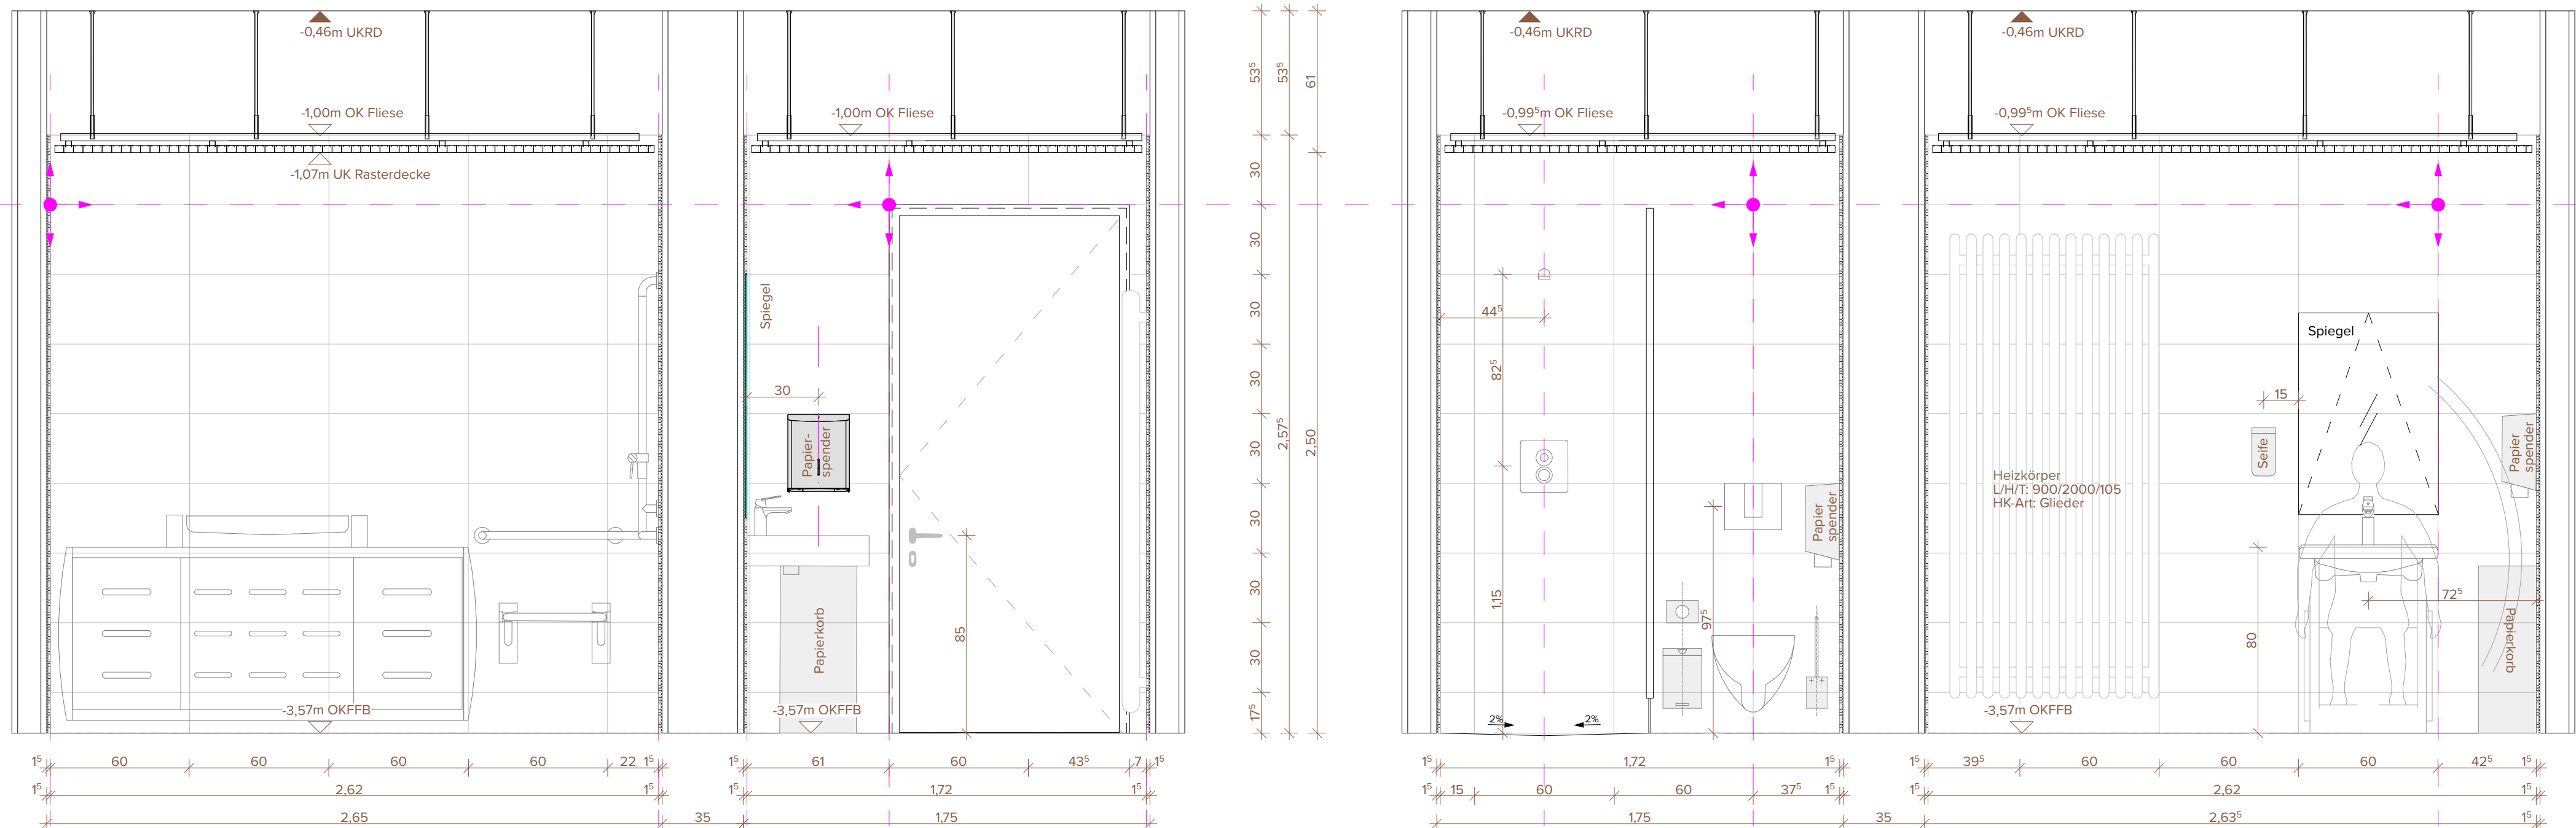 -0,46m UKRD
-1,00m OK Fliese
-1,07m UK Rasterdecke
-3,57m OKFFB
1⁵
60
60
60
60
22
1⁵
1⁵
2,62
1⁵
2,65
35
-1,00m OK Fliese
Spiegel
30
Papier-
spender
Papierkorb
85
-3,57m OKFFB
1⁵
61
60
43⁵
7
1⁵
1⁵
1,72
1⁵
1,75
53⁵
53⁵
61
30
30
30
30
30
30
30
30
17⁵
2,57⁵
2,50
-0,46m UKRD
-0,99⁵m OK Fliese
44⁵
82⁵
1,15
97⁵
Papier
spender
2%
2%
1⁵
1,72
1⁵
1⁵
15
60
60
37⁵
1⁵
1,75
35
-0,46m UKRD
-0,99⁵m OK Fliese
Spiegel
15
Seife
Papier
spender
Heizkörper
L/H/T: 900/2000/105
HK-Art: Glieder
72⁵
80
Papierkorb
-3,57m OKFFB
1⁵
39⁵
60
60
60
42⁵
1⁵
1⁵
2,62
1⁵
2,63⁵
1⁵